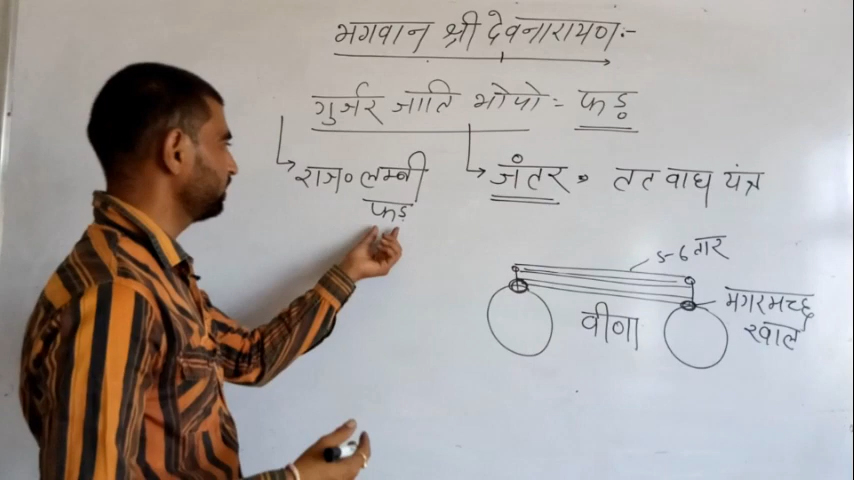 भगवान श्री देवनारायण:-
गुर्जर जाति भोपो:- फड़
राज० लम्बी
फड़
जंतर, तत वाद्य यंत्र
5-6 तार
वीणा
मगरमच्छ
खाल